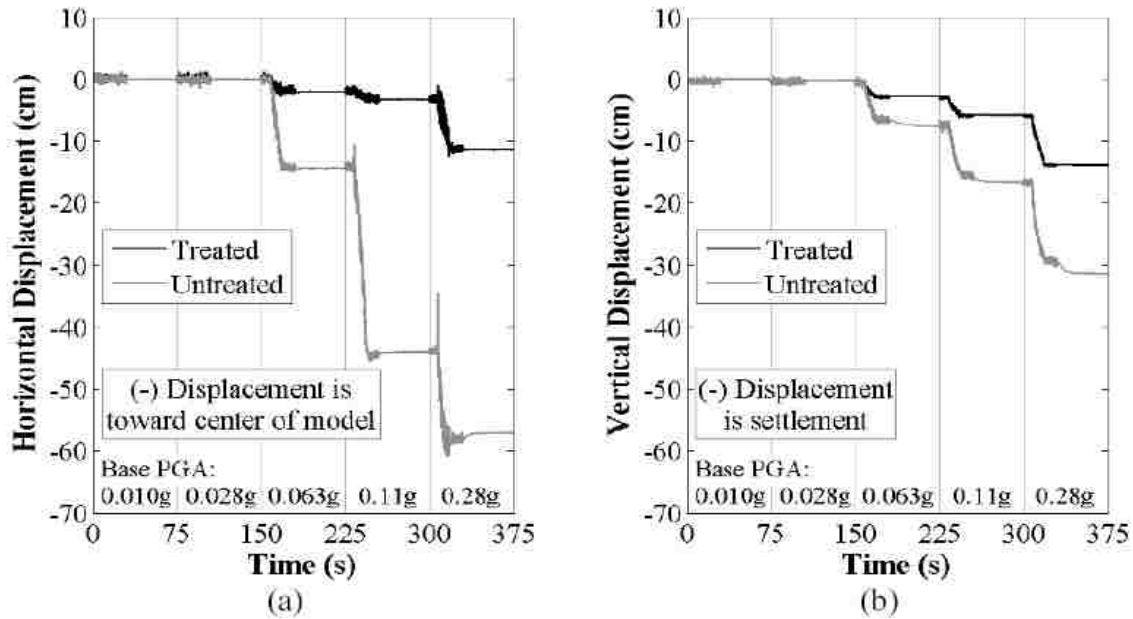 10
0
-10
-20
-30
-40
-50
-60
-70
Horizontal Displacement (cm)
Treated
Untreated
(-) Displacement is
toward center of model
Base PGA:
0.010g 0.028g 0.063g 0.11g 0.28g
0 75 150 225 300 375
Time (s)
(a)
10
0
-10
-20
-30
-40
-50
-60
-70
Vertical Displacement (cm)
Treated
Untreated
(-) Displacement
is settlement
Base PGA:
0.010g 0.028g 0.063g 0.11g 0.28g
0 75 150 225 300 375
Time (s)
(b)